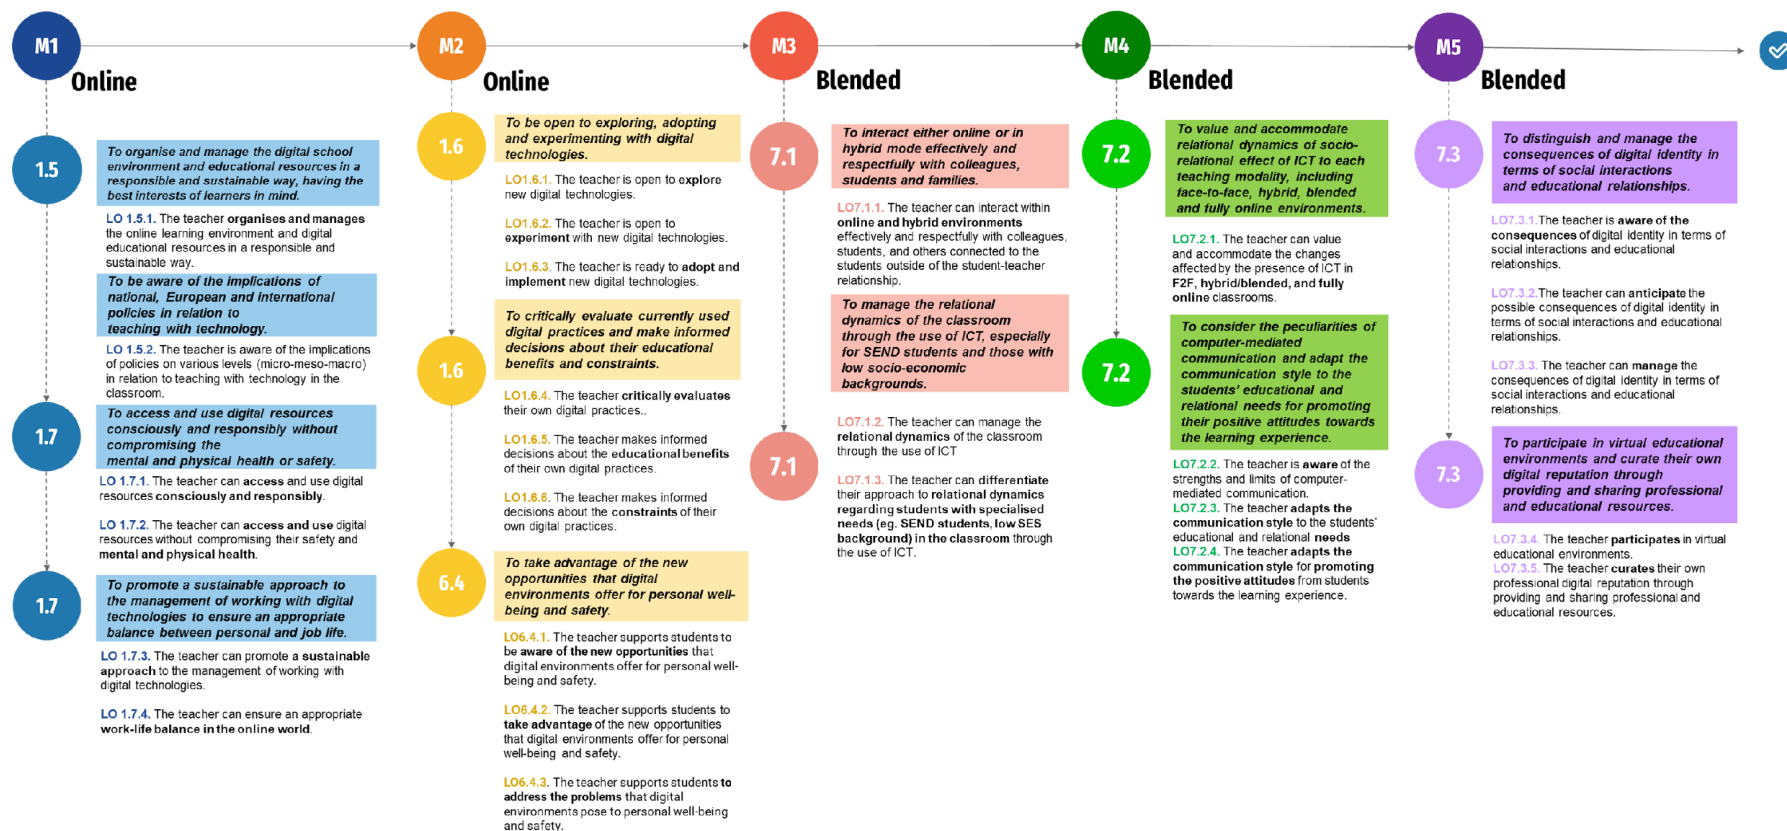 M1
Online
1.5
To organise and manage the digital school
environment and educational resources in a
responsible and sustainable way, having the
best interests of learners in mind.
LO 1.5.1. The teacher organises and manages
the online learning environment and digital
educational resources in a responsible and
sustainable way.
To be aware of the implications of
national, European and international
policies in relation to
teaching with technology.
LO 1.5.2. The teacher is aware of the implications
of policies on various levels (micro-meso-macro)
in relation to teaching with technology in the
classroom.
1.7
To access and use digital resources
consciously and responsibly without
compromising the
mental and physical health or safety.
LO 1.7.1. The teacher can access and use digital
resources consciously and responsibly.
LO 1.7.2. The teacher can access and use digital
resources without compromising their safety and
mental and physical health.
1.7
To promote a sustainable approach to
the management of working with digital
technologies to ensure an appropriate
balance between personal and job life.
LO 1.7.3. The teacher can promote a sustainable
approach to the management of working with
digital technologies.
LO 1.7.4. The teacher can ensure an appropriate
work-life balance in the online world.
M2
Online
1.6
To be open to exploring, adopting
and experimenting with digital
technologies.
LO1.6.1. The teacher is open to explore
new digital technologies.
LO1.6.2. The teacher is open to
experiment with new digital technologies.
LO1.6.3. The teacher is ready to adopt and
implement new digital technologies.
1.6
To critically evaluate currently used
digital practices and make informed
decisions about their educational
benefits and constraints.
LO1.6.4. The teacher critically evaluates
their own digital practices..
LO1.6.5. The teacher makes informed
decisions about the educational benefits
of their own digital practices.
LO1.6.6. The teacher makes informed
decisions about the constraints of their
own digital practices.
6.4
To take advantage of the new
opportunities that digital
environments offer for personal well-
being and safety.
LO6.4.1. The teacher supports students to
be aware of the new opportunities that
digital environments offer for personal well-
being and safety.
LO6.4.2. The teacher supports students to
take advantage of the new opportunities
that digital environments offer for personal
well-being and safety.
LO6.4.3. The teacher supports students to
address the problems that digital
environments pose to personal well-being
and safety.
M3
Blended
7.1
To interact either online or in
hybrid mode effectively and
respectfully with colleagues,
students and families.
LO7.1.1. The teacher can interact within
online and hybrid environments
effectively and respectfully with colleagues,
students, and others connected to the
students outside of the student-teacher
relationship.
To manage the relational
dynamics of the classroom
through the use of ICT, especially
for SEND students and those with
low socio-economic
backgrounds.
7.1
LO7.1.2. The teacher can manage the
relational dynamics of the classroom
through the use of ICT
LO7.1.3. The teacher can differentiate
their approach to relational dynamics
regarding students with specialised
needs (eg. SEND students, low SES
background) in the classroom through
the use of ICT.
M4
Blended
7.2
To value and accommodate
relational dynamics of socio-
relational effect of ICT to each
teaching modality, including
face-to-face, hybrid, blended
and fully online environments.
LO7.2.1. The teacher can value
and accommodate the changes
affected by the presence of ICT in
F2F, hybrid/blended, and fully
online classrooms.
7.2
To consider the peculiarities of
computer-mediated
communication and adapt the
communication style to the
students' educational and
relational needs for promoting
their positive attitudes towards
the learning experience.
LO7.2.2. The teacher is aware of the
strengths and limits of computer-
mediated communication.
LO7.2.3. The teacher adapts the
communication style to the students'
educational and relational needs
LO7.2.4. The teacher adapts the
communication style for promoting
the positive attitudes from students
towards the learning experience.
M5
Blended
7.3
To distinguish and manage the
consequences of digital identity in
terms of social interactions
and educational relationships.
LO7.3.1.The teacher is aware of the
consequences of digital identity in terms of
social interactions and educational
relationships.
LO7.3.2.The teacher can anticipate the
possible consequences of digital identity in
terms of social interactions and educational
relationships.
LO7.3.3. The teacher can manage the
consequences of digital identity in terms of
social interactions and educational
relationships.
7.3
To participate in virtual educational
environments and curate their own
digital reputation through
providing and sharing professional
and educational resources.
LO7.3.4. The teacher participates in virtual
educational environments.
LO7.3.5. The teacher curates their own
professional digital reputation through
providing and sharing professional and
educational resources.